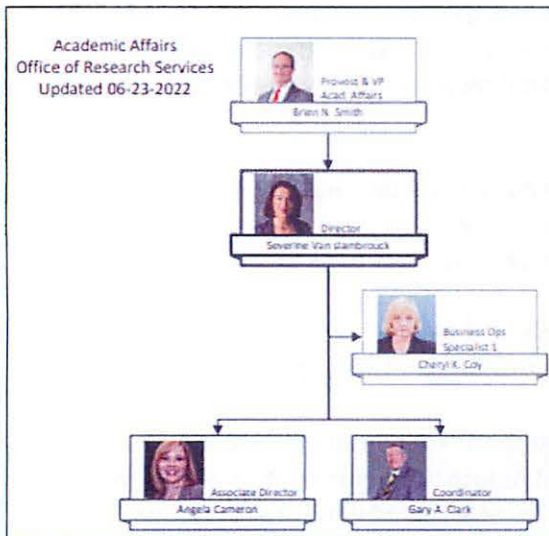 Academic Affairs
Office of Research Services
Updated 06-23-2022
Provost & VP
Acad. Affairs
Brien N. Smith
Director
Severine Van slambrouck
Business Ops
Specialist 1
Cheryl K. Coy
Associate Director
Angela Cameron
Coordinator
Gary A. Clark